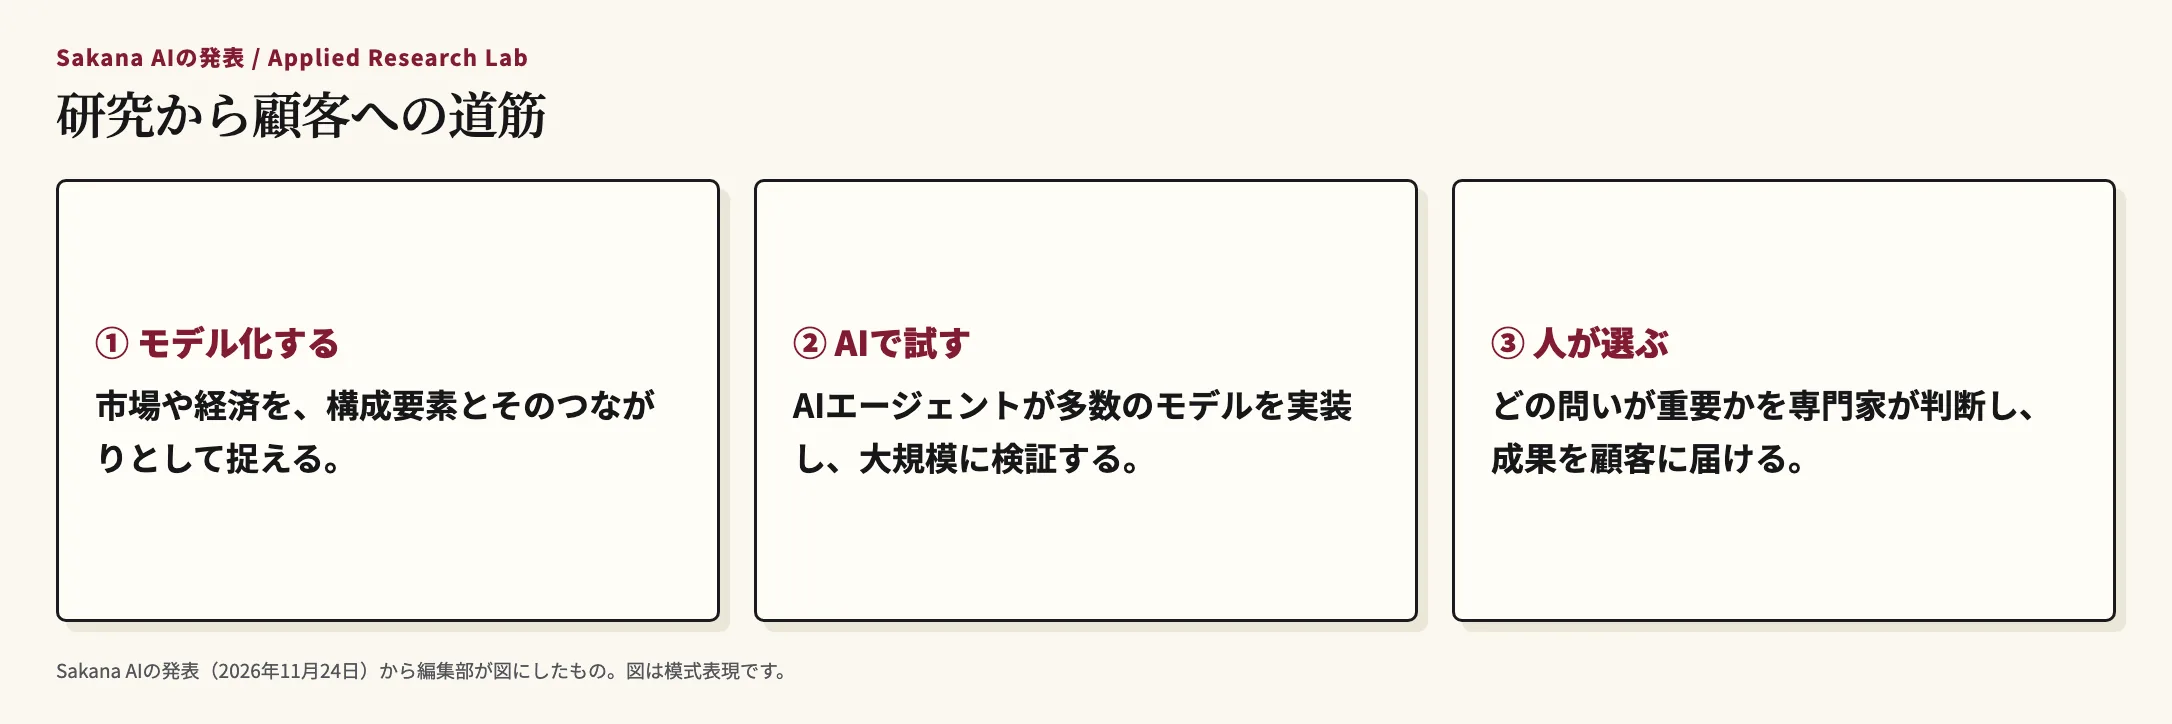 Sakana AIの発表 / Applied Research Lab
研究から顧客への道筋
① モデル化する
市場や経済を、構成要素とそのつなが
りとして捉える。
② AIで試す
AIエージェントが多数のモデルを実装
し、大規模に検証する。
③ 人が選ぶ
どの問いが重要かを専門家が判断し、
成果を顧客に届ける。
Sakana AIの発表（2026年11月24日）から編集部が図にしたもの。図は模式表現です。